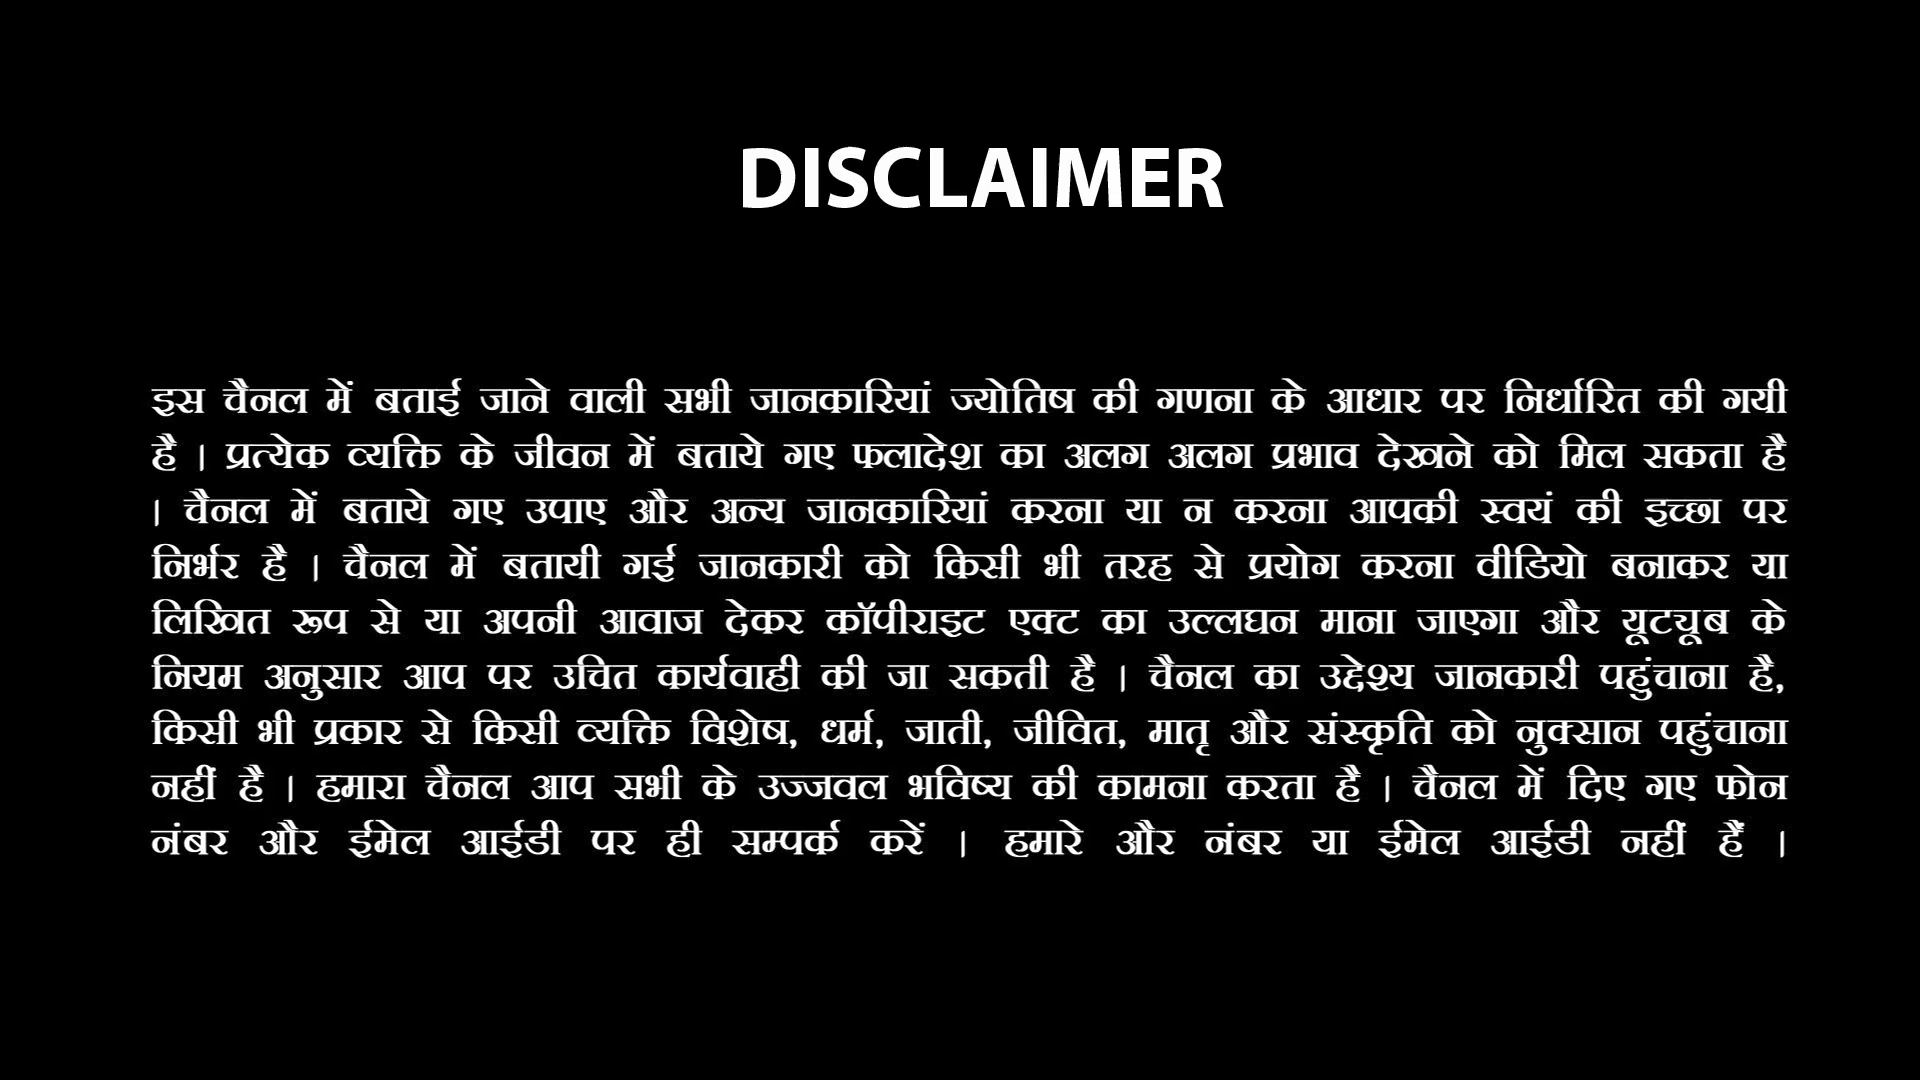 DISCLAIMER
इस चैनल में बताई जाने वाली सभी जानकारियां ज्योतिष की गणना के आधार पर निर्धारित की गयी
है । प्रत्येक व्यक्ति के जीवन में बताये गए फलादेश का अलग अलग प्रभाव देखने को मिल सकता है
। चैनल में बताये गए उपाए और अन्य जानकारियां करना या न करना आपकी स्वयं की इच्छा पर
निर्भर है । चैनल में बतायी गई जानकारी को किसी भी तरह से प्रयोग करना वीडियो बनाकर या
लिखित रूप से या अपनी आवाज देकर कॉपीराइट एक्ट का उल्लघन माना जाएगा और यूट्यूब के
नियम अनुसार आप पर उचित कार्यवाही की जा सकती है । चैनल का उद्देश्य जानकारी पहुंचाना है,
किसी भी प्रकार से किसी व्यक्ति विशेष, धर्म, जाती, जीवित, मातृ और संस्कृति को नुक्सान पहुंचाना
नहीं है । हमारा चैनल आप सभी के उज्जवल भविष्य की कामना करता है । चैनल में दिए गए फोन
नंबर और ईमेल आईडी पर ही सम्पर्क करें । हमारे और नंबर या ईमेल आईडी नहीं हैं ।